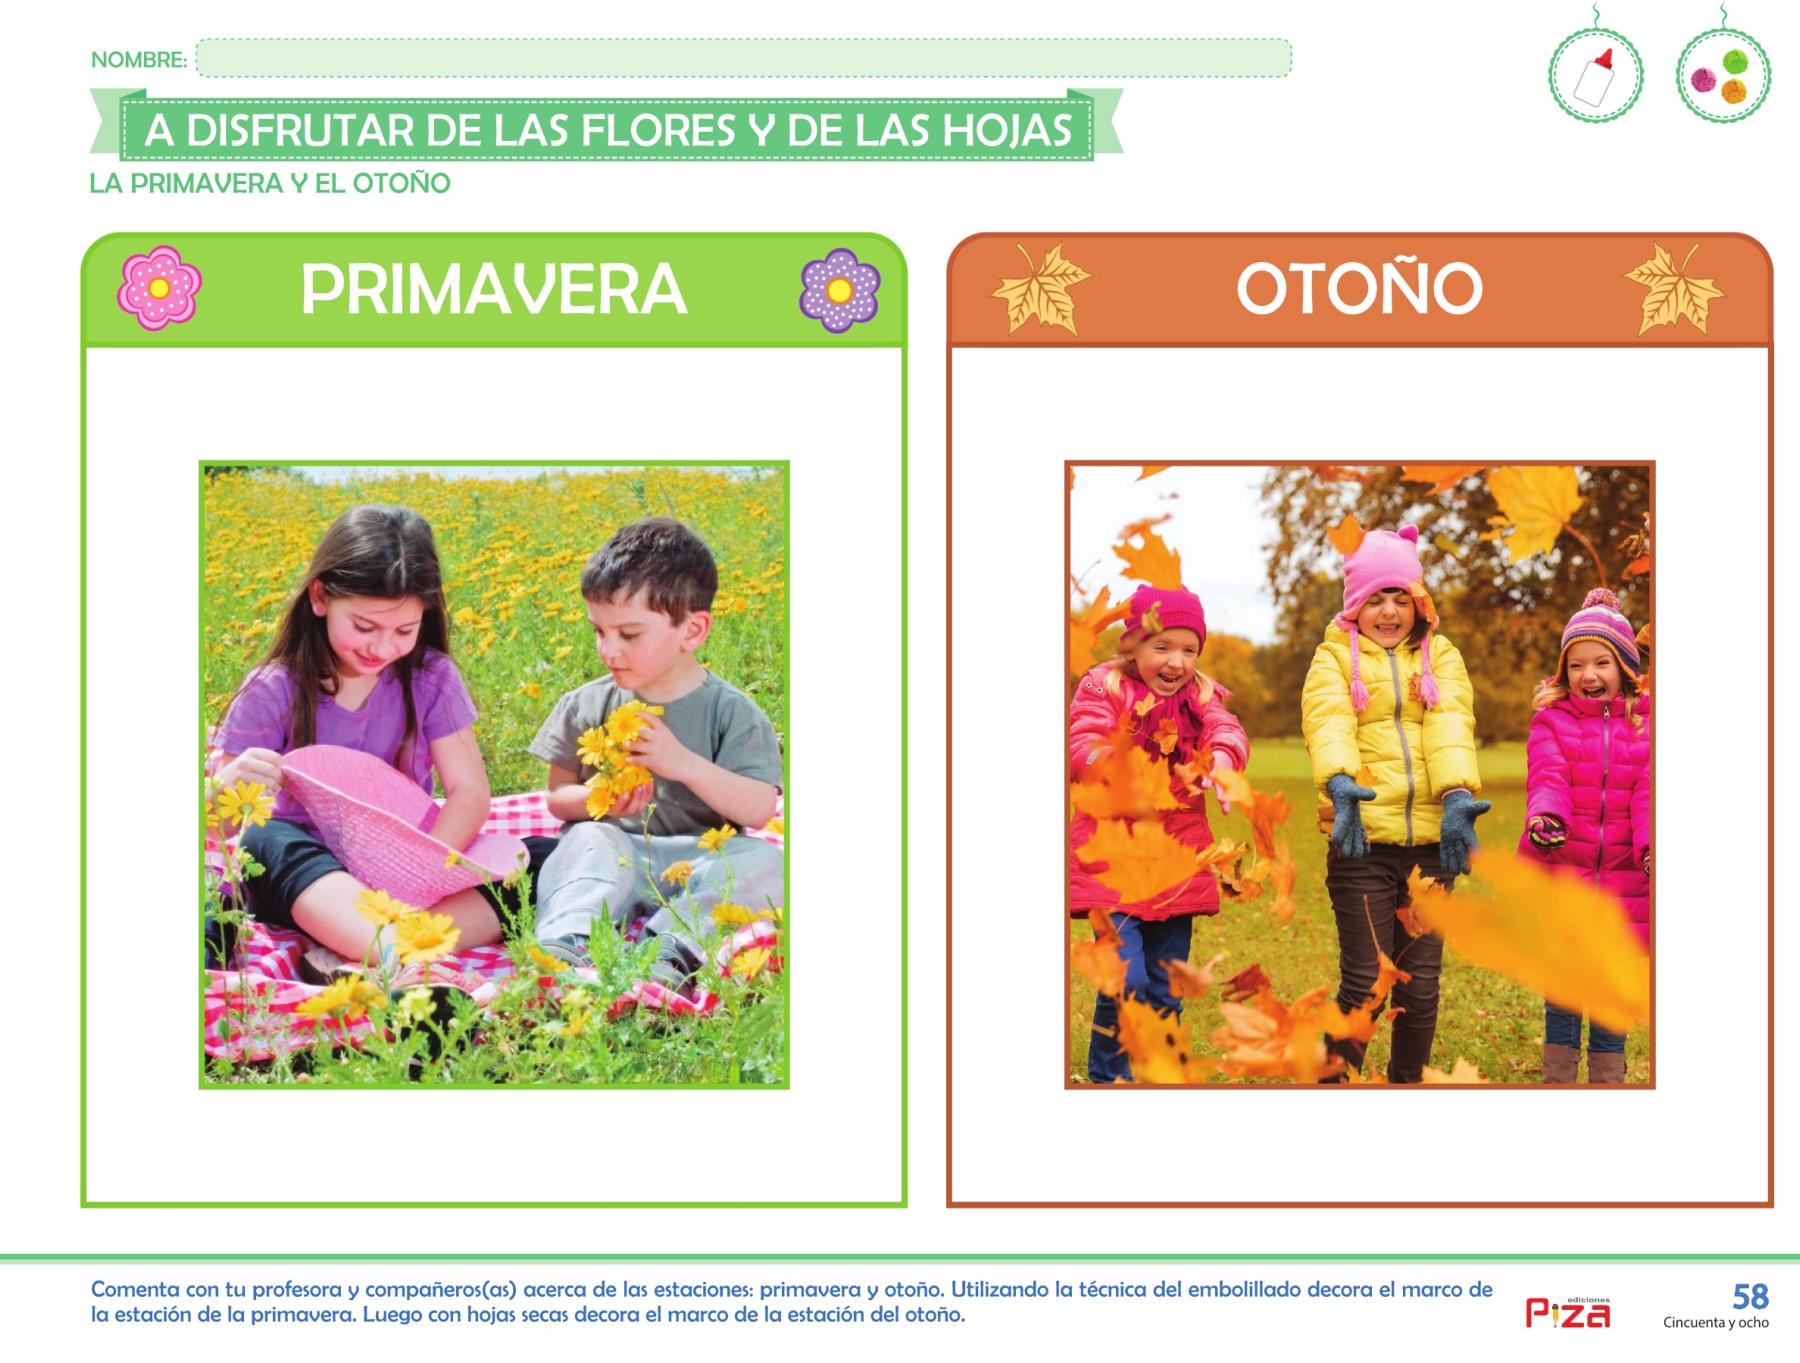 NOMBRE:
A DISFRUTAR DE LAS FLORES Y DE LAS HOJAS
LA PRIMAVERA Y EL OTOÑO
PRIMAVERA
OTOÑO
Comenta con tu profesora y compañeros(as) acerca de las estaciones: primavera y otoño. Utilizando la técnica del embolillado decora el marco de
la estación de la primavera. Luego con hojas secas decora el marco de la estación del otoño.
ediciones
Piza
58
Cincuenta y ocho